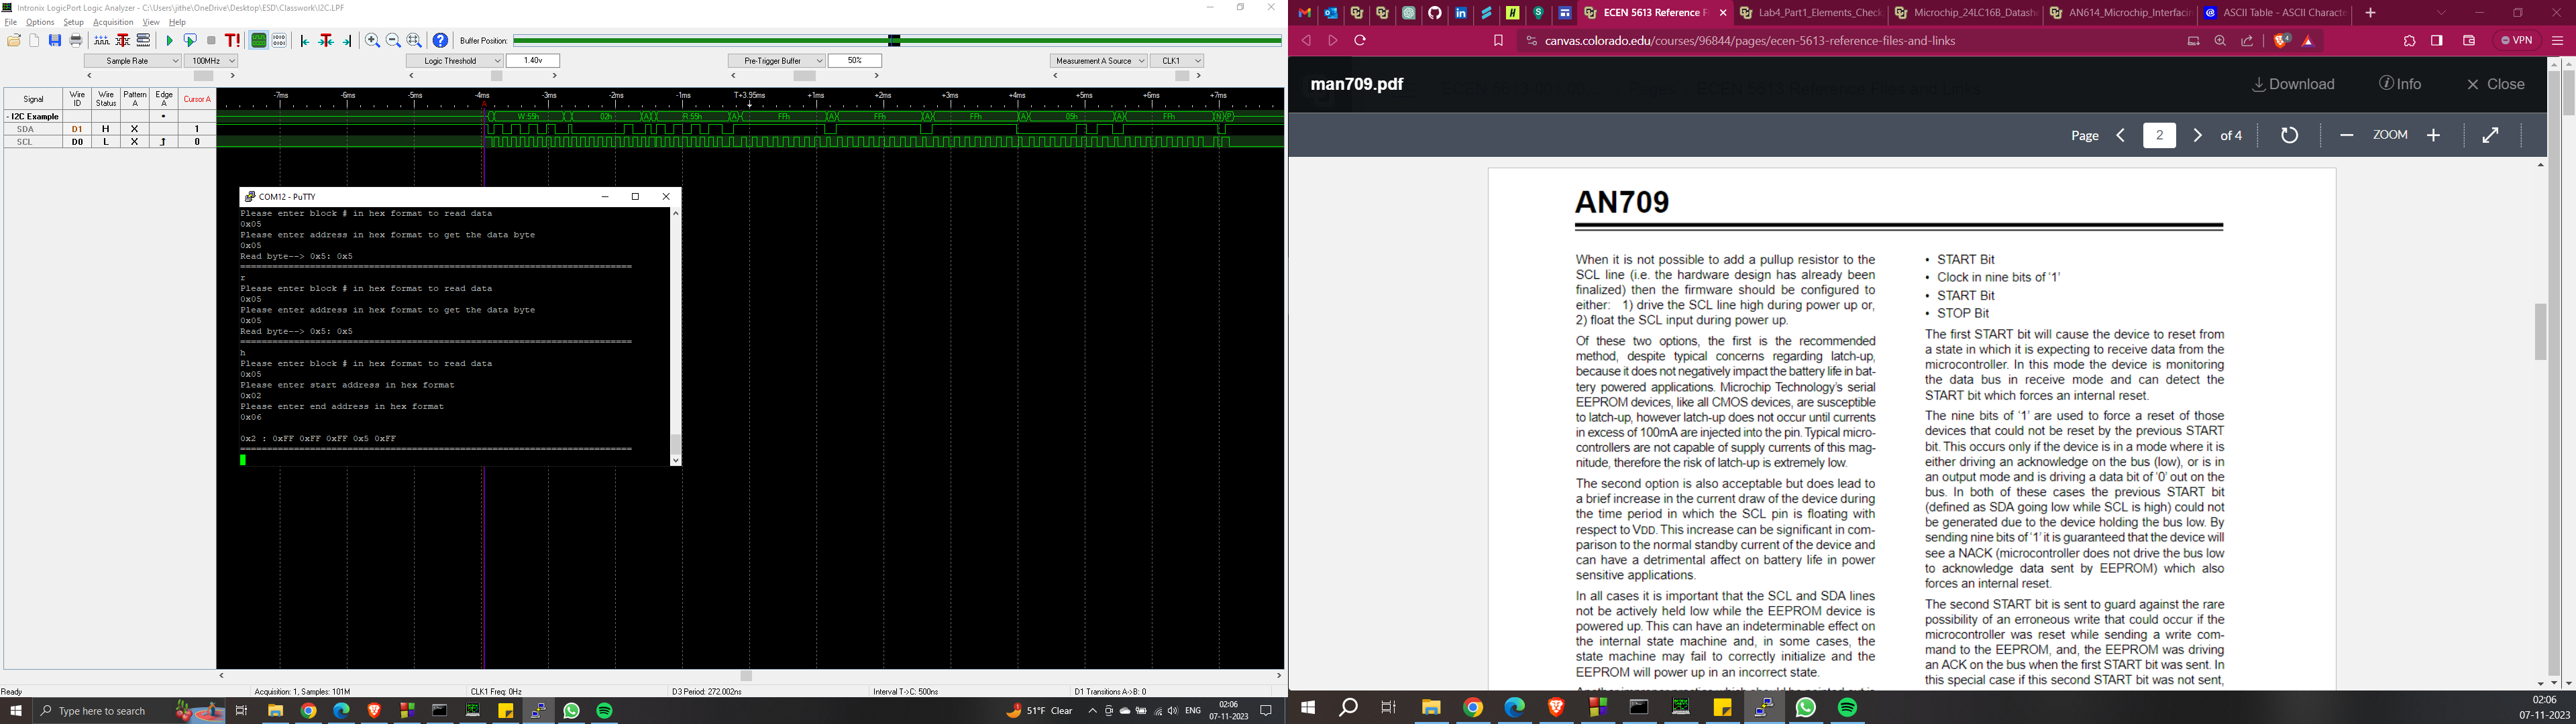 Intronix LogicPort Logic Analyzer - C:\Users\jithe\OneDrive\Desktop\ESD\Classwork\I2C.LPF
File Options Setup Acquisition View Help
Buffer Position:
Sample Rate 100MHz Logic Threshold 1.40v Pre-Trigger Buffer 50% Measurement A Source CLK1
Signal Wire ID Wire Status Pattern A Edge A Cursor A
-7ms -6ms -5ms -4ms -3ms -2ms -1ms T+3.95ms +1ms +2ms +3ms +4ms +5ms +6ms +7ms
- I2C Example W:55h 02h (A) R:55h (A) FFh (A) FFh (A) FFh (A) 05h (A) FFh (N) P
SDA D1 H X 1
SCL D0 L X 0
COM12 - PuTTY
Please enter block # in hex format to read data
0x05
Please enter address in hex format to get the data byte
0x05
Read byte--> 0x5: 0x5
r
Please enter block # in hex format to read data
0x05
Please enter address in hex format to get the data byte
0x05
Read byte--> 0x5: 0x5
h
Please enter block # in hex format to read data
0x05
Please enter start address in hex format
0x02
Please enter end address in hex format
0x06
0x2 : 0xFF 0xFF 0xFF 0x5 0xFF
Ready Acquisition: 1, Samples: 101M CLK1 Freq: 0Hz D3 Period: 272.002ns Interval T->C: 500ns D1 Transitions A->B: 0
Type here to search 51°F Clear ENG 02:06 07-11-2023
ECEN 5613 Reference F Lab4_Part1_Elements_Check Microchip_24LC16B_Datash AN614_Microchip_Interfacin ASCII Table - ASCII Characte
canvas.colorado.edu/courses/96844/pages/ecen-5613-reference-files-and-links VPN
man709.pdf Download Info Close
Page 2 of 4 ZOOM
AN709
When it is not possible to add a pullup resistor to the
SCL line (i.e. the hardware design has already been
finalized) then the firmware should be configured to
either: 1) drive the SCL line high during power up or,
2) float the SCL input during power up.
Of these two options, the first is the recommended
method, despite typical concerns regarding latch-up,
because it does not negatively impact the battery life in bat-
tery powered applications. Microchip Technology's serial
EEPROM devices, like all CMOS devices, are susceptible
to latch-up, however latch-up does not occur until currents
in excess of 100mA are injected into the pin. Typical micro-
controllers are not capable of supply currents of this mag-
nitude, therefore the risk of latch-up is extremely low.
The second option is also acceptable but does lead to
a brief increase in the current draw of the device during
the time period in which the SCL pin is floating with
respect to VDD. This increase can be significant in com-
parison to the normal standby current of the device and
can have a detrimental affect on battery life in power
sensitive applications.
In all cases it is important that the SCL and SDA lines
not be actively held low while the EEPROM device is
powered up. This can have an indeterminable effect on
the internal state machine and, in some cases, the
state machine may fail to correctly initialize and the
EEPROM will power up in an incorrect state.
• START Bit
• Clock in nine bits of '1'
• START Bit
• STOP Bit
The first START bit will cause the device to reset from
a state in which it is expecting to receive data from the
microcontroller. In this mode the device is monitoring
the data bus in receive mode and can detect the
START bit which forces an internal reset.
The nine bits of '1' are used to force a reset of those
devices that could not be reset by the previous START
bit. This occurs only if the device is in a mode where it is
either driving an acknowledge on the bus (low), or is in
an output mode and is driving a data bit of '0' out on the
bus. In both of these cases the previous START bit
(defined as SDA going low while SCL is high) could not
be generated due to the device holding the bus low. By
sending nine bits of '1' it is guaranteed that the device will
see a NACK (microcontroller does not drive the bus low
to acknowledge data sent by EEPROM) which also
forces an internal reset.
The second START bit is sent to guard against the rare
possibility of an erroneous write that could occur if the
microcontroller was reset while sending a write com-
mand to the EEPROM, and, the EEPROM was driving
an ACK on the bus when the first START bit was sent. In
this special case if this second START bit was not sent,
02:06
07-11-2023